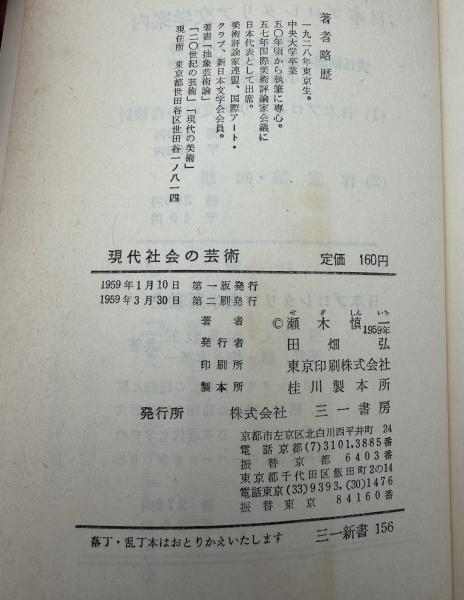 著者略歴
一九二八年東京生。
中央大学卒業
五〇年頃から執筆に専心。
五七年国際美術評論家会議に
日本代表として出席。
美術評論家連盟、国際アート・
クラブ、新日本文学会会員。
著書「抽象芸術論」
「二〇世紀の芸術」「現代の美術」
現住所 東京都世田谷区世田谷一ノ八一四
現代社会の芸術 定価 160円
1959年1月10日 第一版発行
1959年3月30日 第二刷発行
せ ぎ しん いち
著者 ©瀬木慎一
1959年
発行者 田畑弘
印刷所 東京印刷株式会社
製本所 桂川製本所
発行所 株式会社 三一書房
京都市左京区北白川西平井町 24
電話 京都(7)3101.3885番
振替 京都 6403番
東京都千代田区飯田町2の14
電話東京(33)9393.(30)1476
振替東京 84160番
落丁・乱丁本はおとりかえいたします 三一新書 156